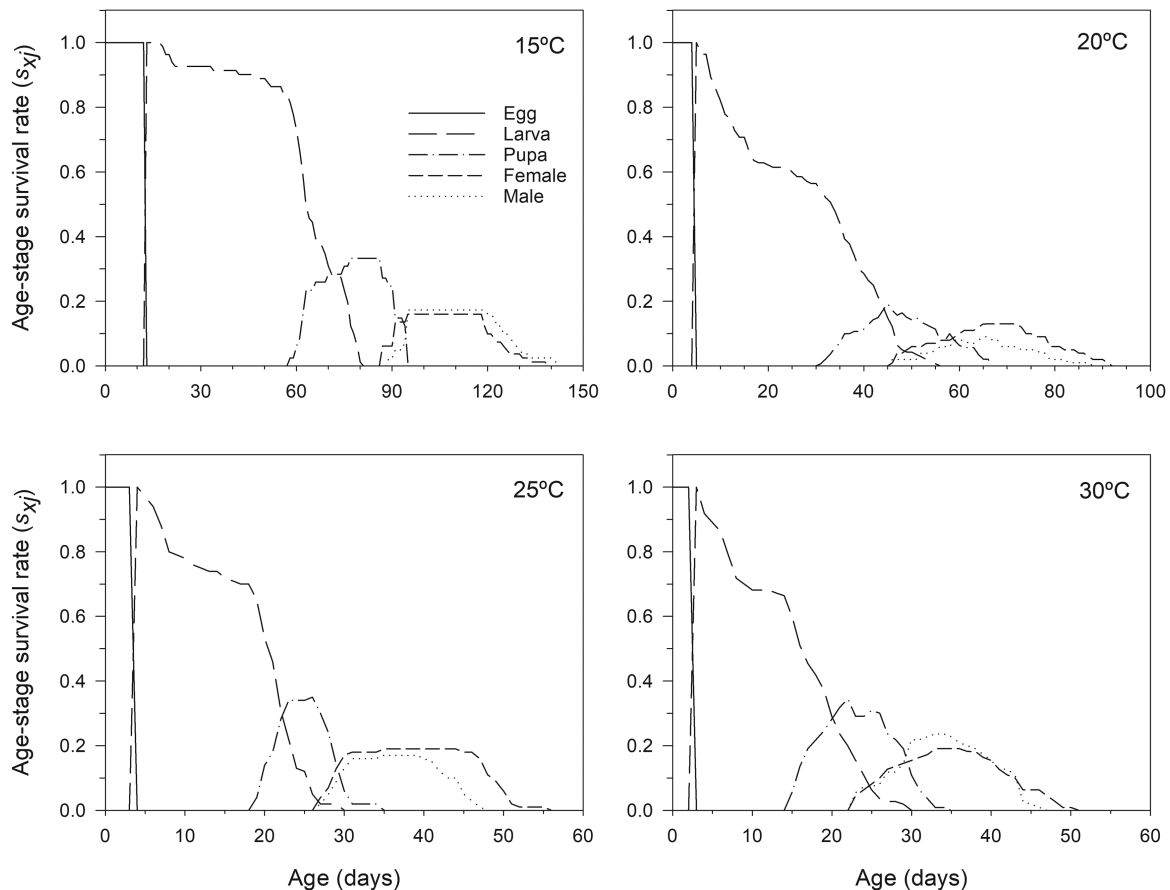 15ºC
Age-stage survival rate (sxj)
1.0
0.8
0.6
0.4
0.2
0.0
0 30 60 90 120 150
Egg
Larva
Pupa
Female
Male
20ºC
1.0
0.8
0.6
0.4
0.2
0.0
0 20 40 60 80 100
25ºC
Age-stage survival rate (sxj)
1.0
0.8
0.6
0.4
0.2
0.0
0 10 20 30 40 50 60
Age (days)
30ºC
1.0
0.8
0.6
0.4
0.2
0.0
0 10 20 30 40 50 60
Age (days)